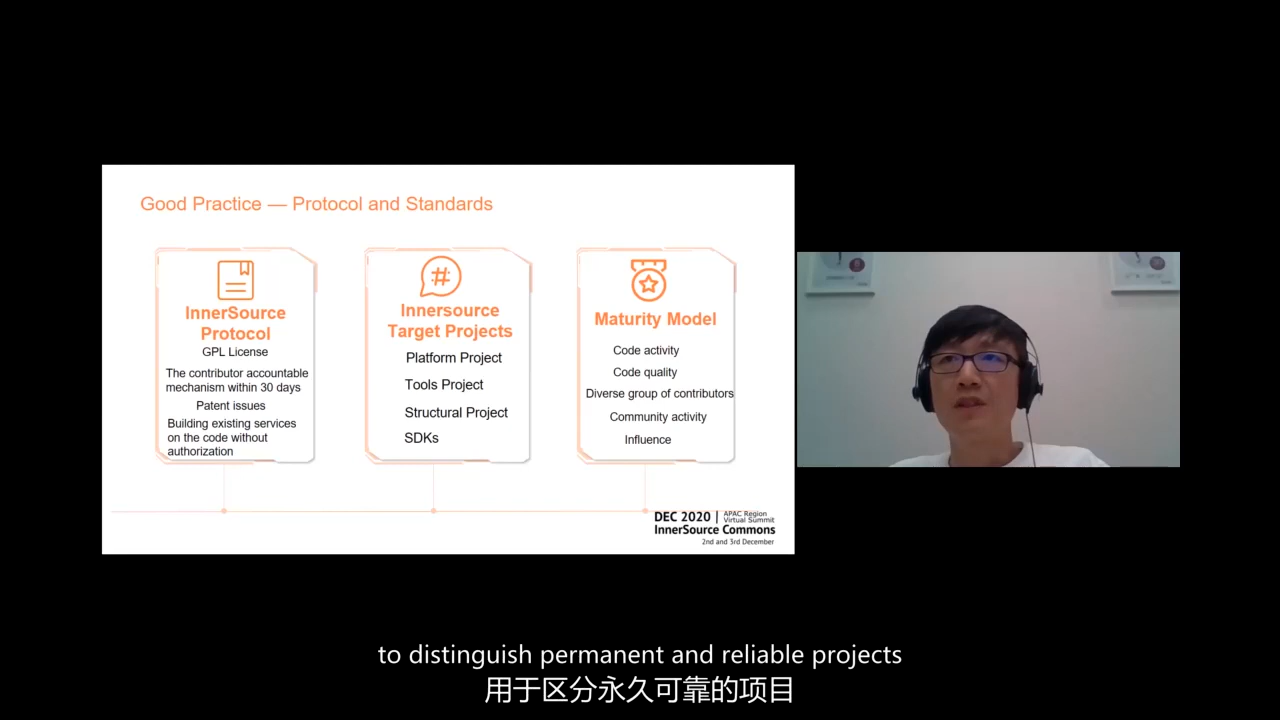 Good Practice — Protocol and Standards
InnerSource
Protocol
GPL License
The contributor accountable
mechanism within 30 days
Patent issues
Building existing services
on the code without
authorization
Innersource
Target Projects
Platform Project
Tools Project
Structural Project
SDKs
Maturity Model
Code activity
Code quality
Diverse group of contributors
Community activity
Influence
DEC 2020 | APAC Region
Virtual Summit
InnerSource Commons
2nd and 3rd December
to distinguish permanent and reliable projects
用于区分永久可靠的项目